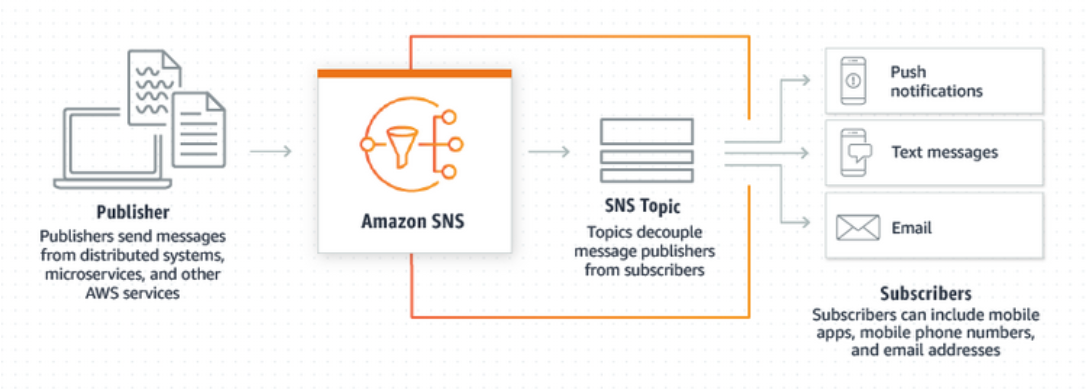 Publisher
Publishers send messages
from distributed systems,
microservices, and other
AWS services
Amazon SNS
SNS Topic
Topics decouple
message publishers
from subscribers
Push
notifications
Text messages
Email
Subscribers
Subscribers can include mobile
apps, mobile phone numbers,
and email addresses